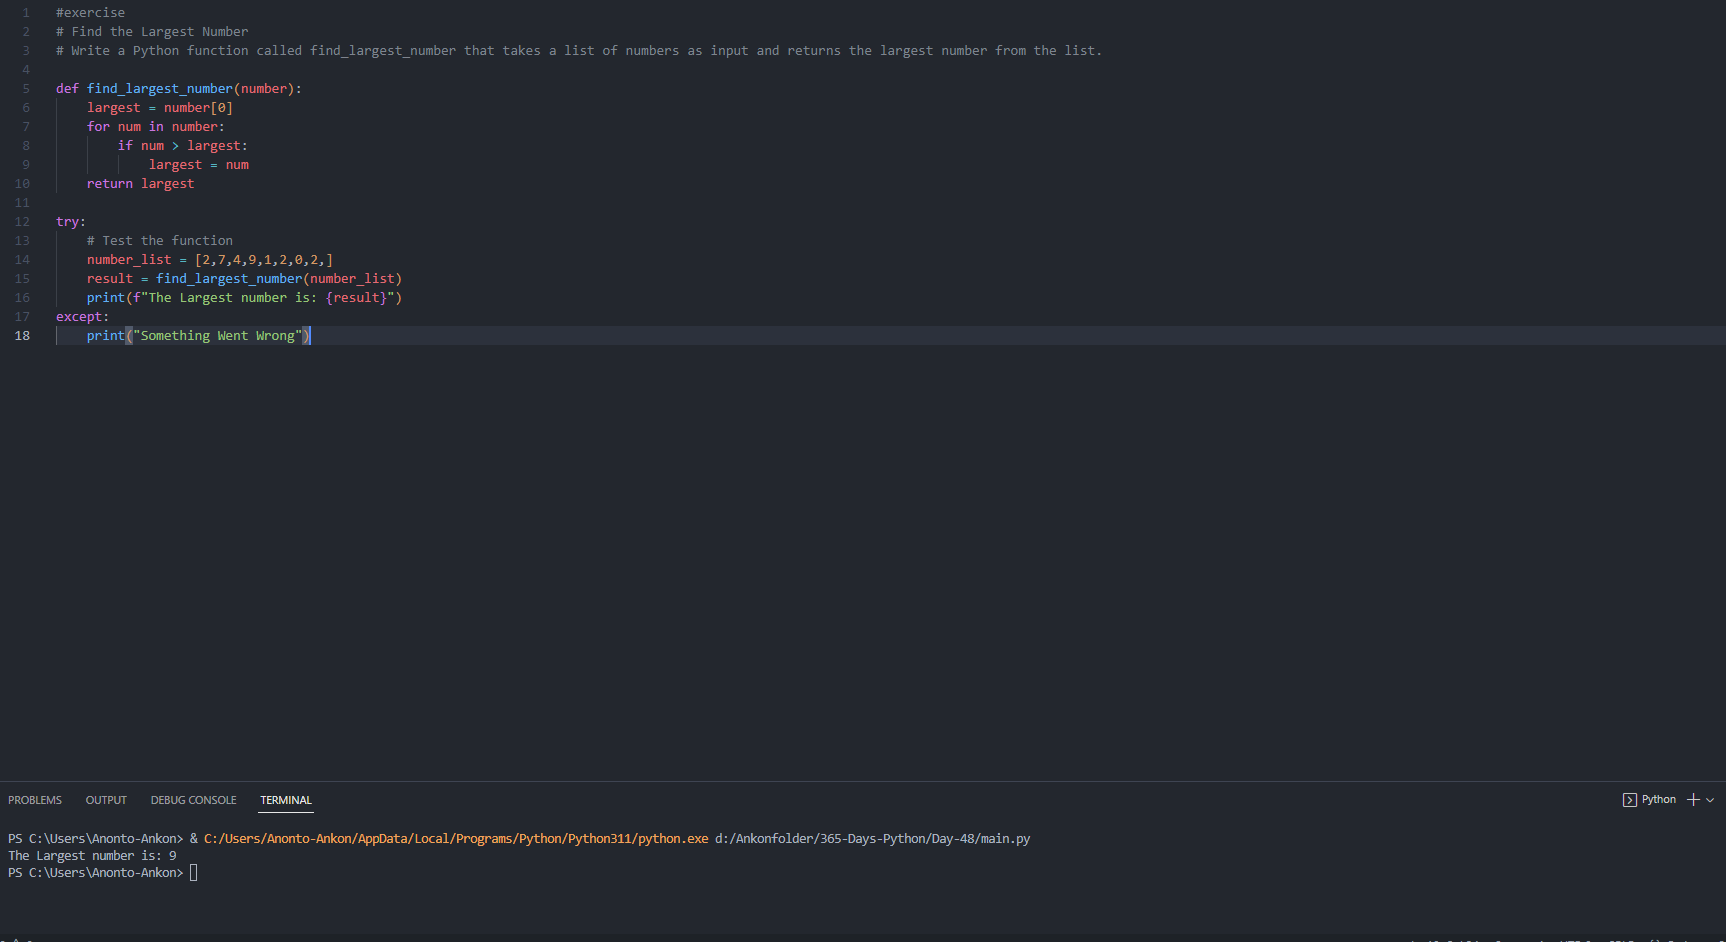 1 #exercise
2 # Find the Largest Number
3 # Write a Python function called find_largest_number that takes a list of numbers as input and returns the largest number from the list.
4
5 def find_largest_number(number):
6     largest = number[0]
7     for num in number:
8         if num > largest:
9             largest = num
10     return largest
11
12 try:
13     # Test the function
14     number_list = [2,7,4,9,1,2,0,2,]
15     result = find_largest_number(number_list)
16     print(f"The Largest number is: {result}")
17 except:
18     print("Something Went Wrong")
PROBLEMS OUTPUT DEBUG CONSOLE TERMINAL Python
PS C:\Users\Anonto-Ankon> & C:/Users/Anonto-Ankon/AppData/Local/Programs/Python/Python311/python.exe d:/Ankonfolder/365-Days-Python/Day-48/main.py
The Largest number is: 9
PS C:\Users\Anonto-Ankon>